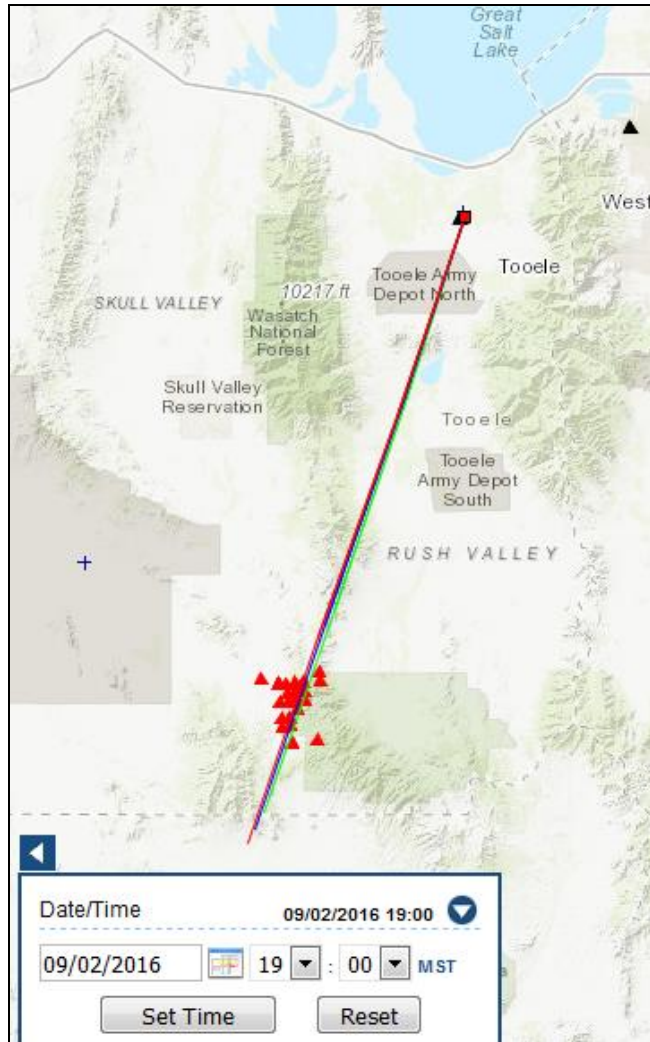 Great
Salt
Lake
West
Tooele Army
Depot North
Tooele
SKULL VALLEY
10217 ft
Wasatch
National
Forest
Skull Valley
Reservation
Tooele
Tooele
Army Depot
South
RUSH VALLEY
Date/Time
09/02/2016 19:00
09/02/2016 19 : 00 MST
Set Time Reset